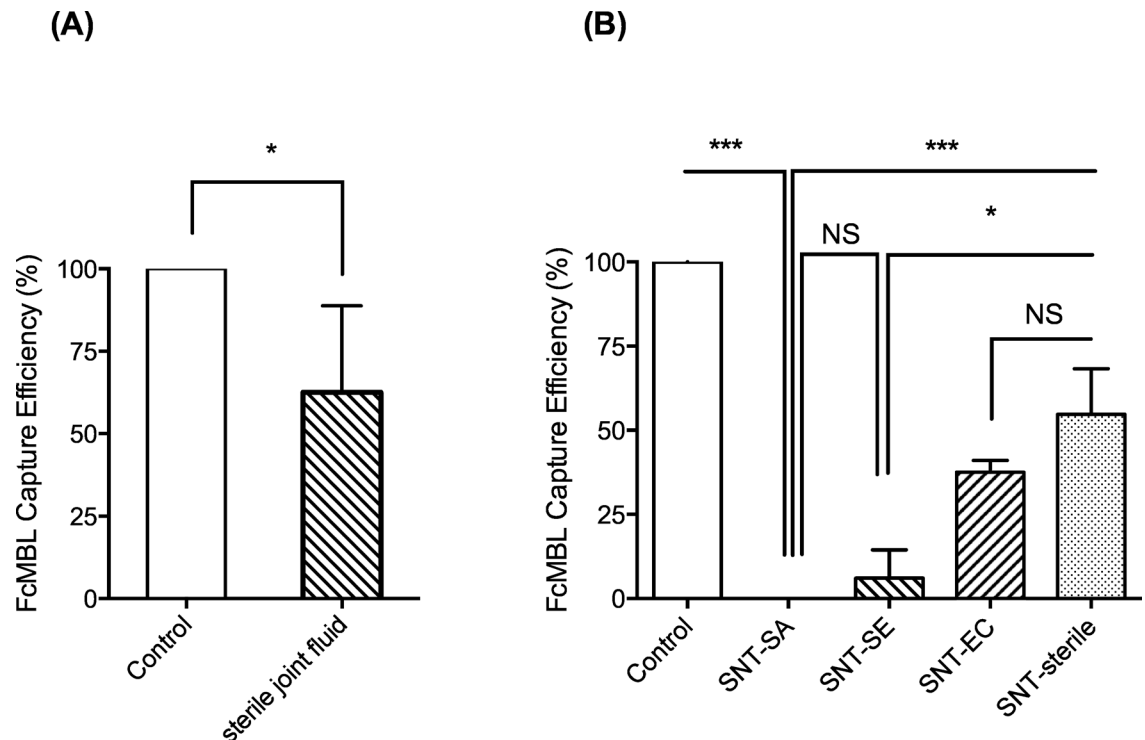 (A)
*
FcMBL Capture Efficiency (%)
100
75
50
25
0
Control
sterile joint fluid
(B)
***
***
*
NS
NS
FcMBL Capture Efficiency (%)
100
75
50
25
0
Control
SNT-SA
SNT-SE
SNT-EC
SNT-sterile